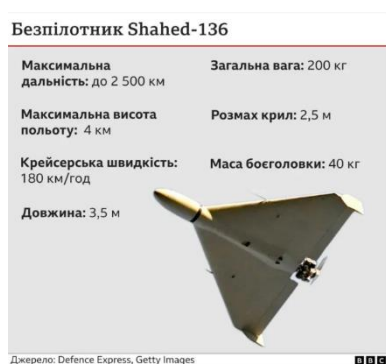 Безпілотник Shahed-136
Максимальна
дальність: до 2 500 км
Максимальна висота
польоту: 4 км
Крейсерська швидкість:
180 км/год
Довжина: 3,5 м
Загальна вага: 200 кг
Розмах крил: 2,5 м
Маса боєголовки: 40 кг
Джерело: Defence Express, Getty Images
BBC